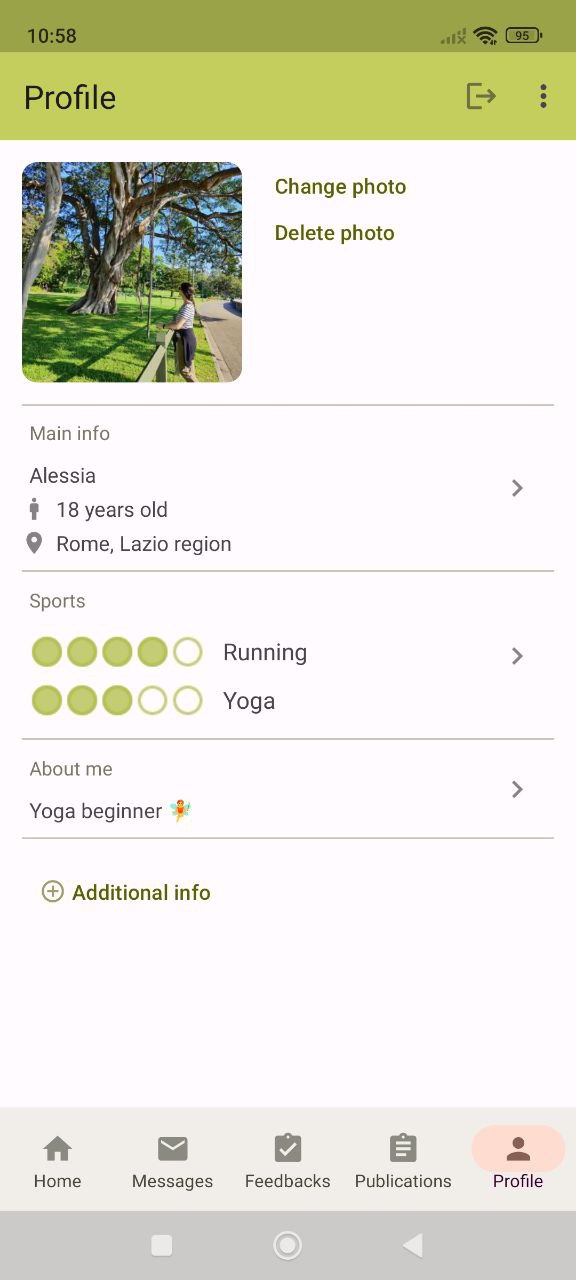 10:58
95
Profile
Change photo
Delete photo
Main info
Alessia
18 years old
Rome, Lazio region
Sports
Running
Yoga
About me
Yoga beginner 🧚
Additional info
Home
Messages
Feedbacks
Publications
Profile